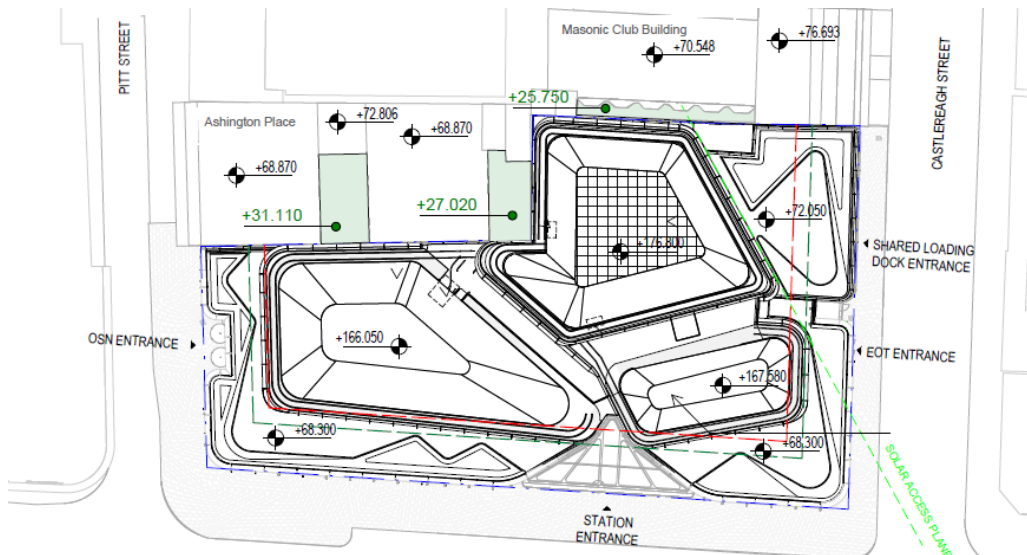 Masonic Club Building
+70.548
+76.693
PITT STREET
CASTLEREAGH STREET
+25.750
Ashington Place
+72.806
+68.870
+68.870
+31.110
+27.020
+72.050
+176.800
SHARED LOADING
DOCK ENTRANCE
OSN ENTRANCE
+166.050
EOT ENTRANCE
+167.580
+68.300
+68.300
SOLAR ACCESS PLANE
STATION
ENTRANCE